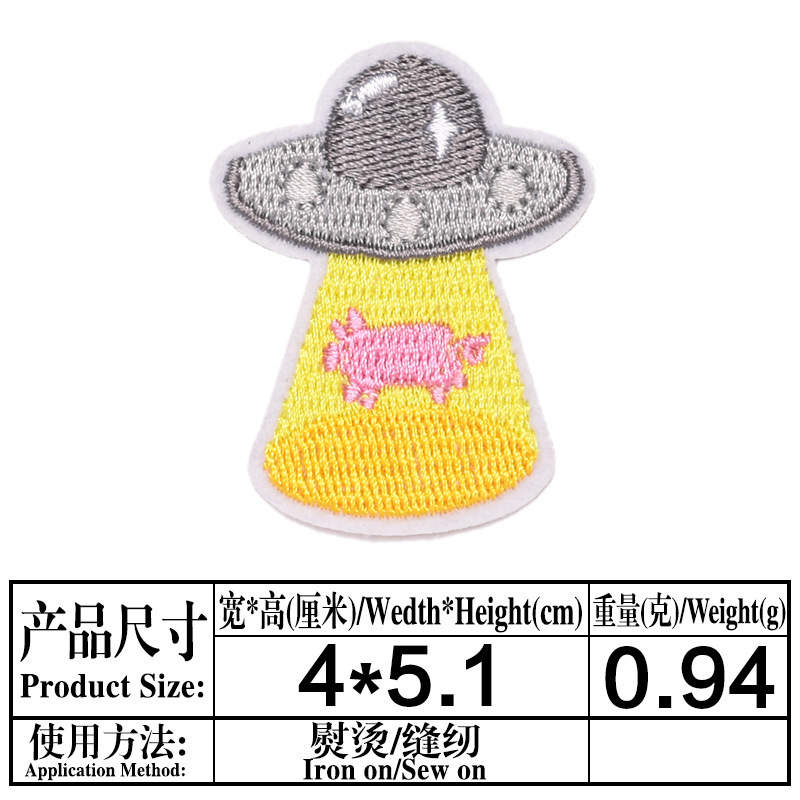 产品尺寸
Product Size:
宽*高(厘米)/Wedth*Height(cm)
重量(克)/Weight(g)
4*5.1
0.94
使用方法:
Application Method:
熨烫/缝纫
Iron on/Sew on